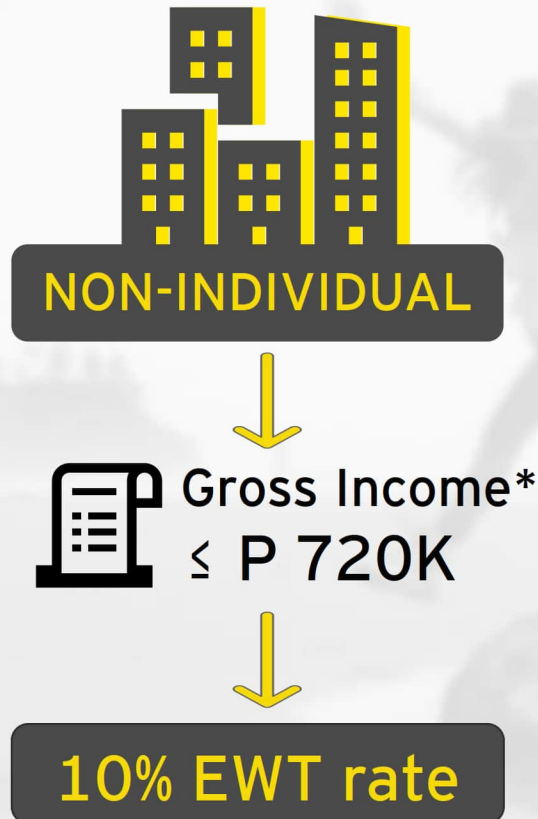 NON-INDIVIDUAL
Gross Income*
≤ P 720K
10% EWT rate